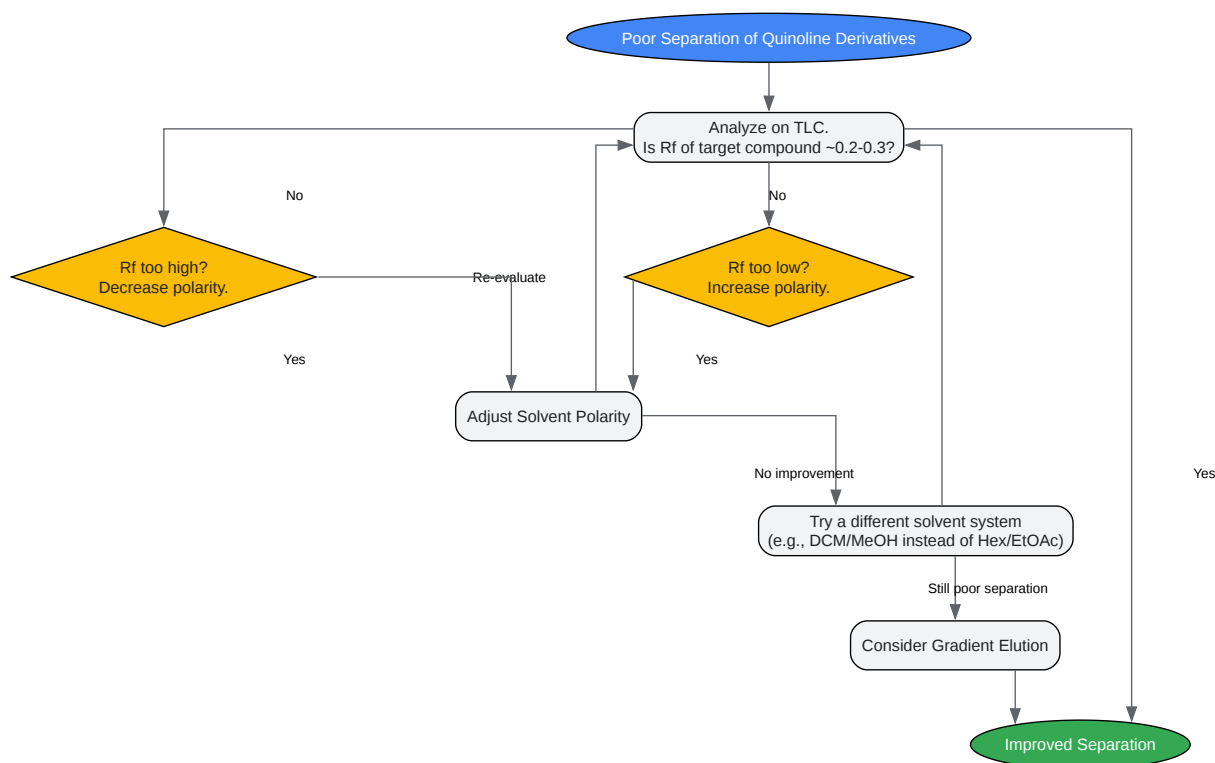 Poor Separation of Quinoline Derivatives
Analyze on TLC.
Is Rf of target compound ~0.2-0.3?
No
No
Rf too high?
Decrease polarity.
Re-evaluate
Rf too low?
Increase polarity.
Yes
Yes
Adjust Solvent Polarity
No improvement
Yes
Try a different solvent system
(e.g., DCM/MeOH instead of Hex/EtOAc)
Still poor separation
Consider Gradient Elution
Improved Separation